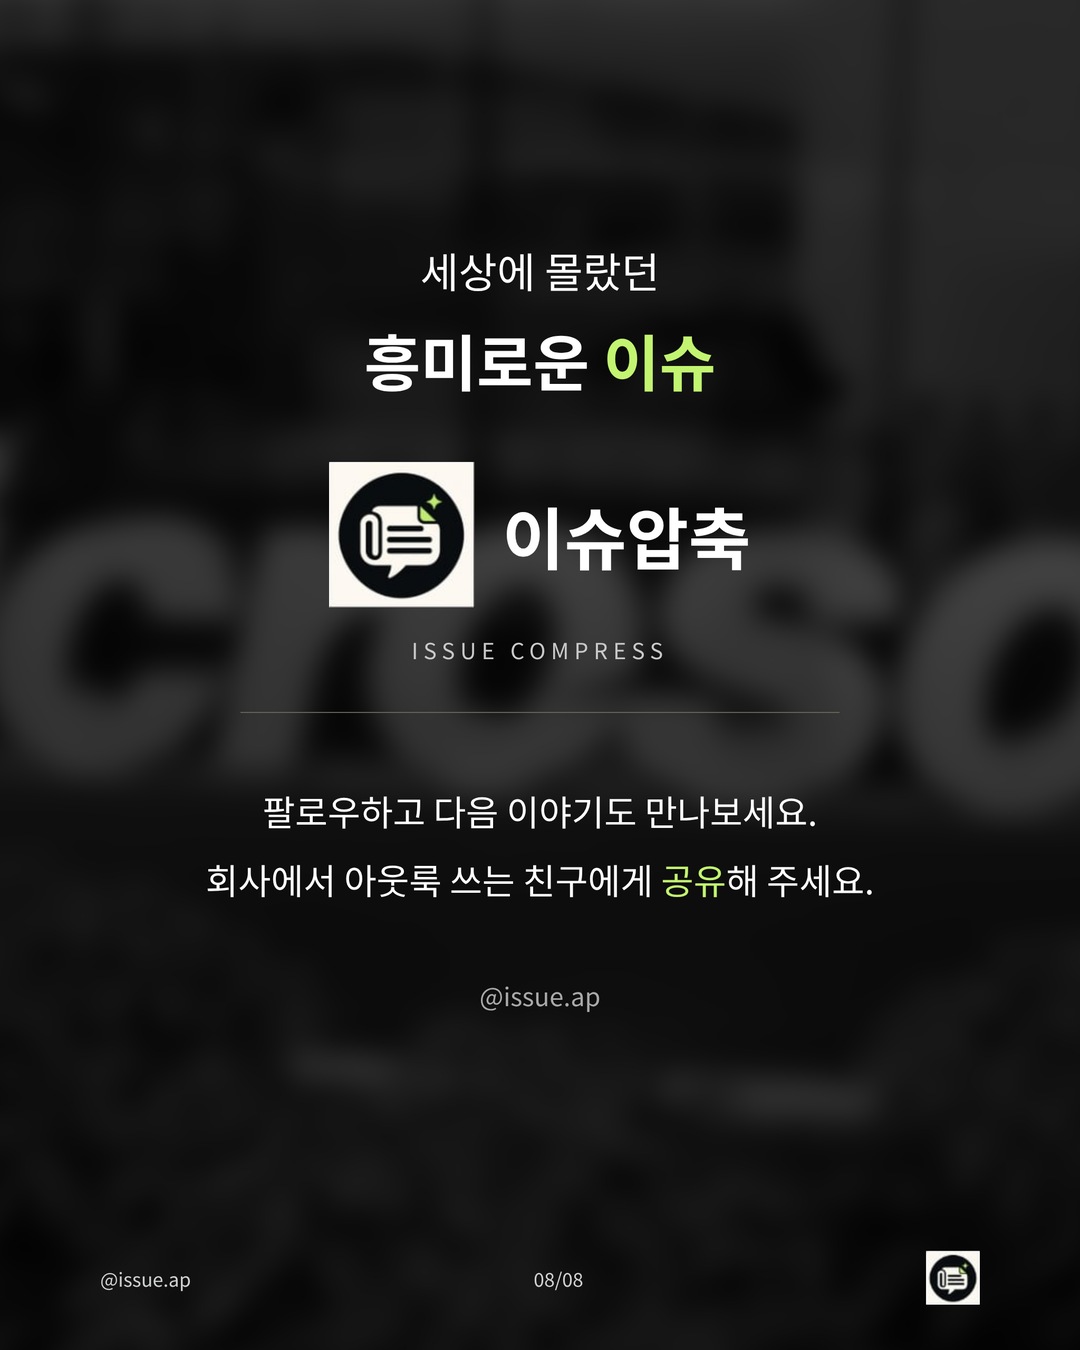 세상에 몰랐던
흥미로운 이슈
이슈압축
ISSUE COMPRESS
croso
팔로우하고 다음 이야기도 만나보세요.
회사에서 아웃룩 쓰는 친구에게 공유해 주세요.
@issue.ap
@issue.ap
08/08